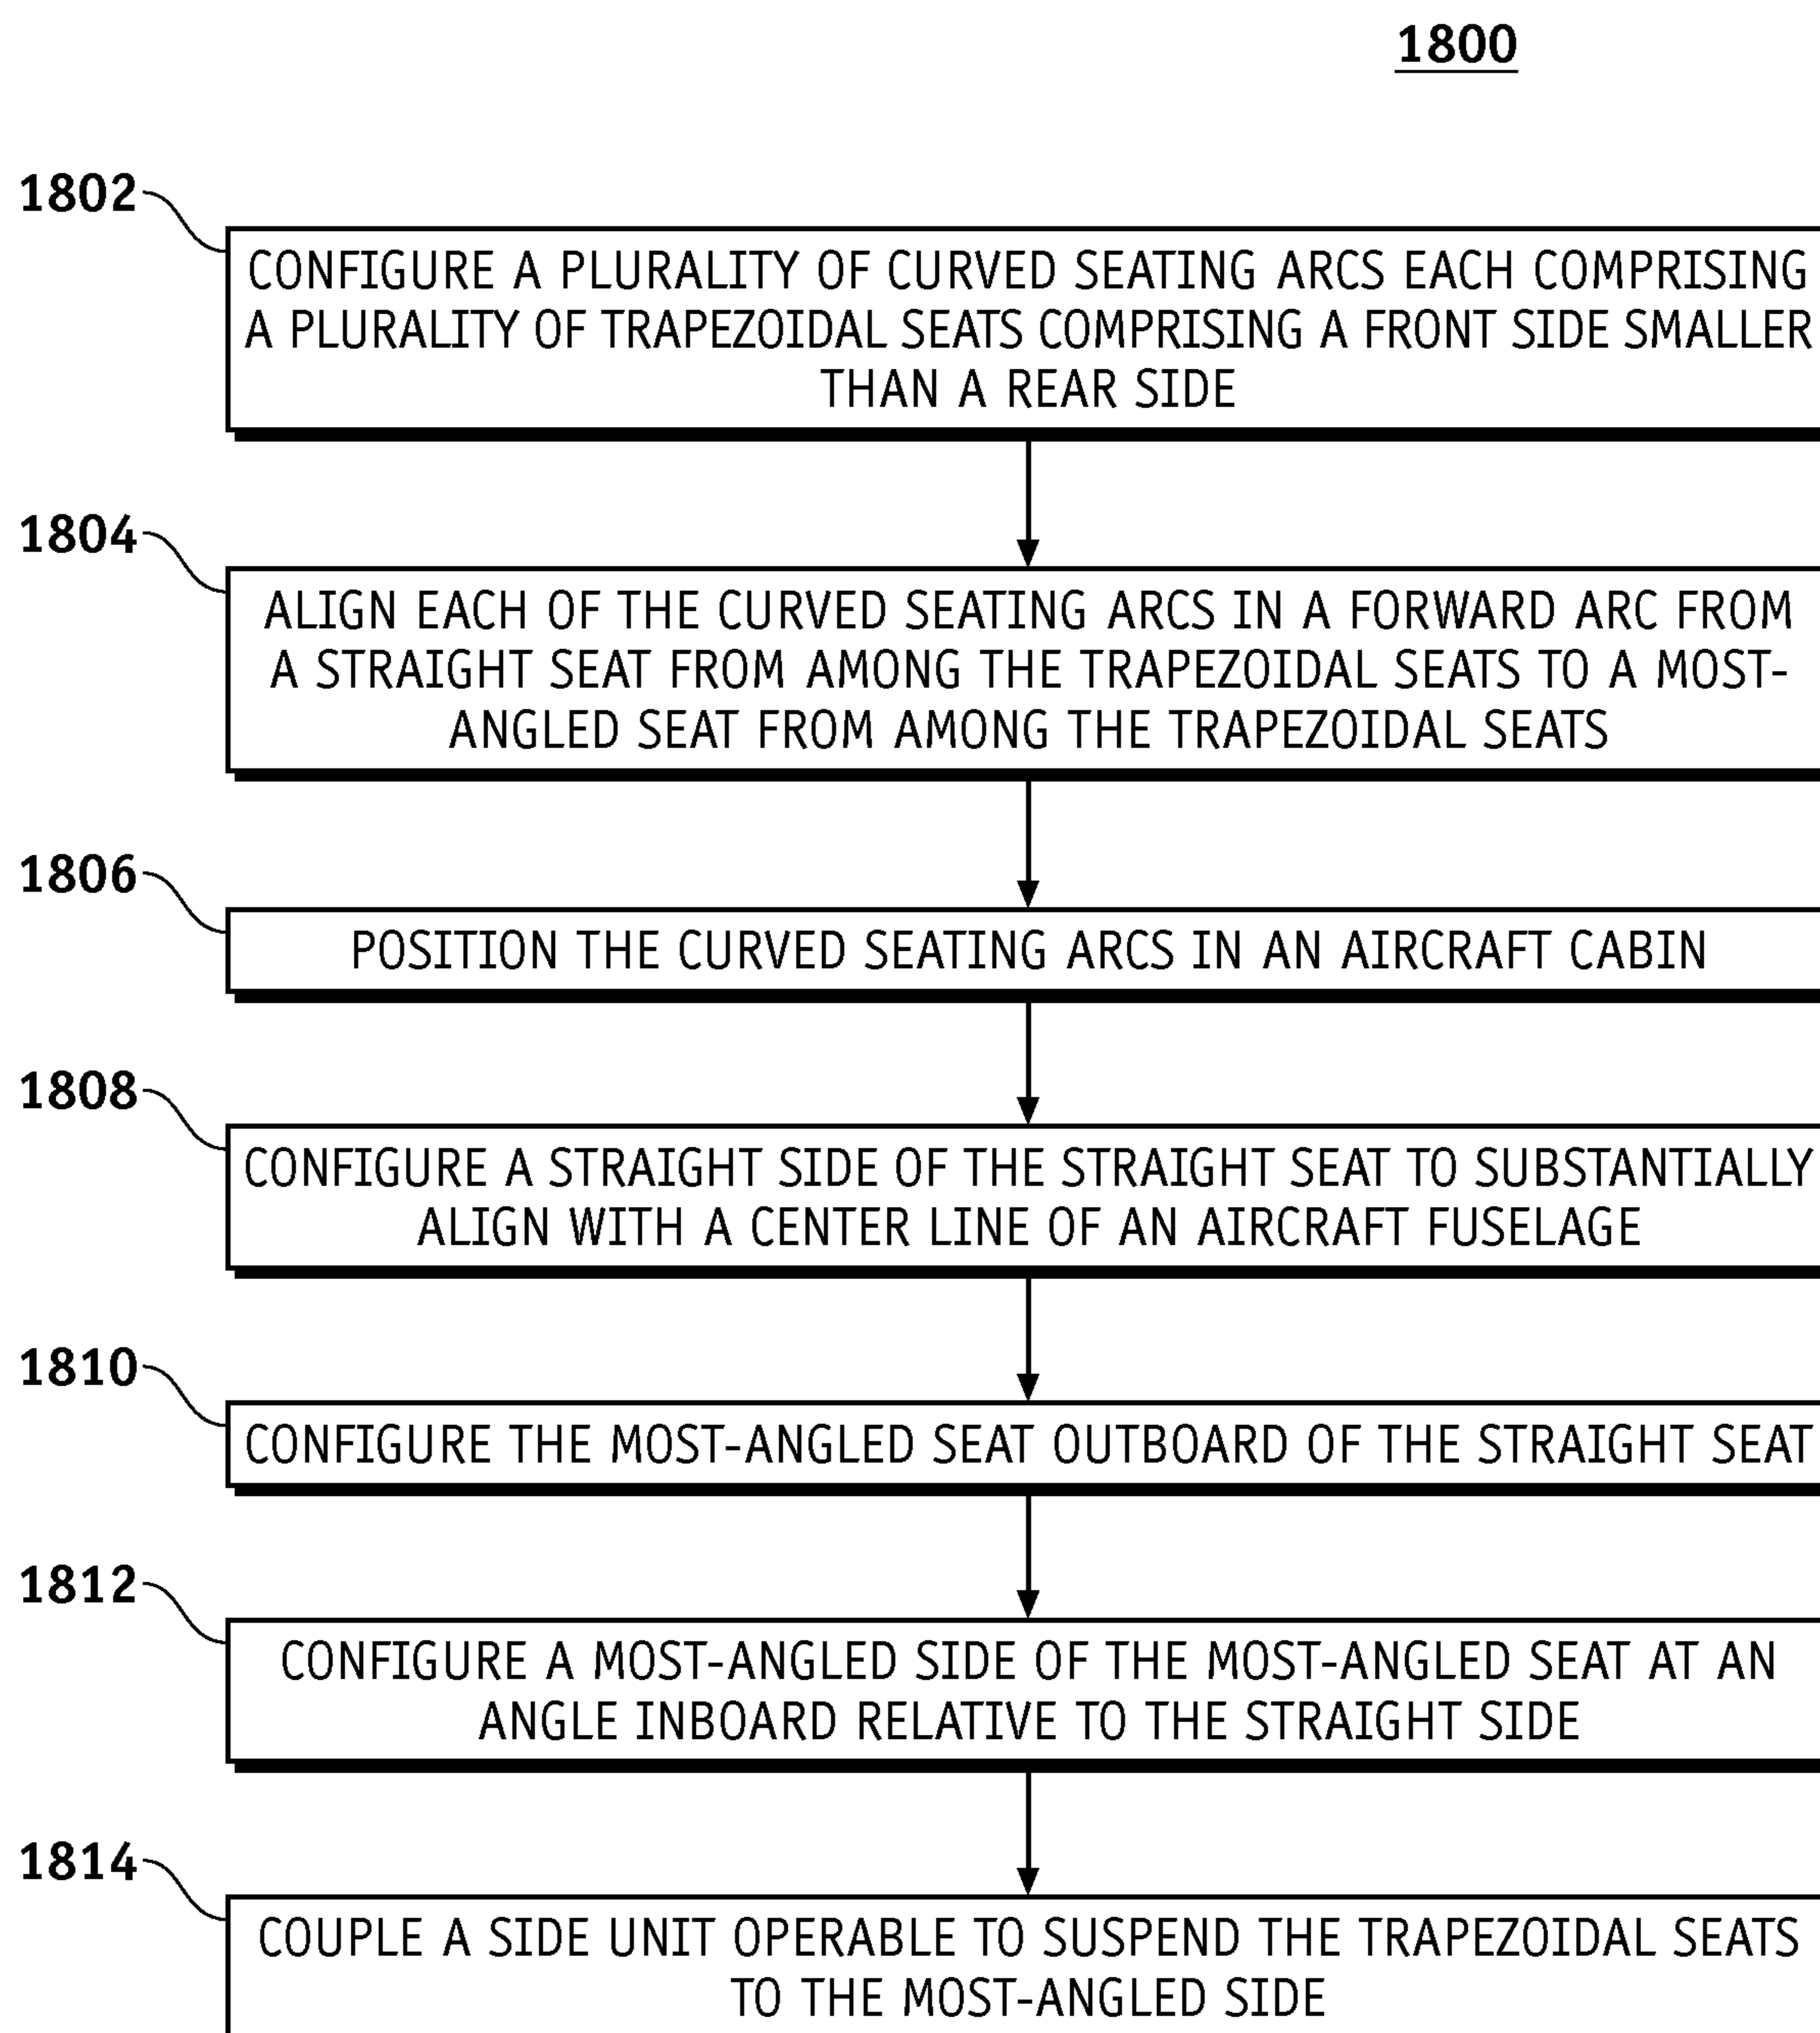 1800
1802
CONFIGURE A PLURALITY OF CURVED SEATING ARCS EACH COMPRISING
A PLURALITY OF TRAPEZOIDAL SEATS COMPRISING A FRONT SIDE SMALLER
THAN A REAR SIDE
1804
ALIGN EACH OF THE CURVED SEATING ARCS IN A FORWARD ARC FROM
A STRAIGHT SEAT FROM AMONG THE TRAPEZOIDAL SEATS TO A MOST-
ANGLED SEAT FROM AMONG THE TRAPEZOIDAL SEATS
1806
POSITION THE CURVED SEATING ARCS IN AN AIRCRAFT CABIN
1808
CONFIGURE A STRAIGHT SIDE OF THE STRAIGHT SEAT TO SUBSTANTIALLY
ALIGN WITH A CENTER LINE OF AN AIRCRAFT FUSELAGE
1810
CONFIGURE THE MOST-ANGLED SEAT OUTBOARD OF THE STRAIGHT SEAT
1812
CONFIGURE A MOST-ANGLED SIDE OF THE MOST-ANGLED SEAT AT AN
ANGLE INBOARD RELATIVE TO THE STRAIGHT SIDE
1814
COUPLE A SIDE UNIT OPERABLE TO SUSPEND THE TRAPEZOIDAL SEATS
TO THE MOST-ANGLED SIDE